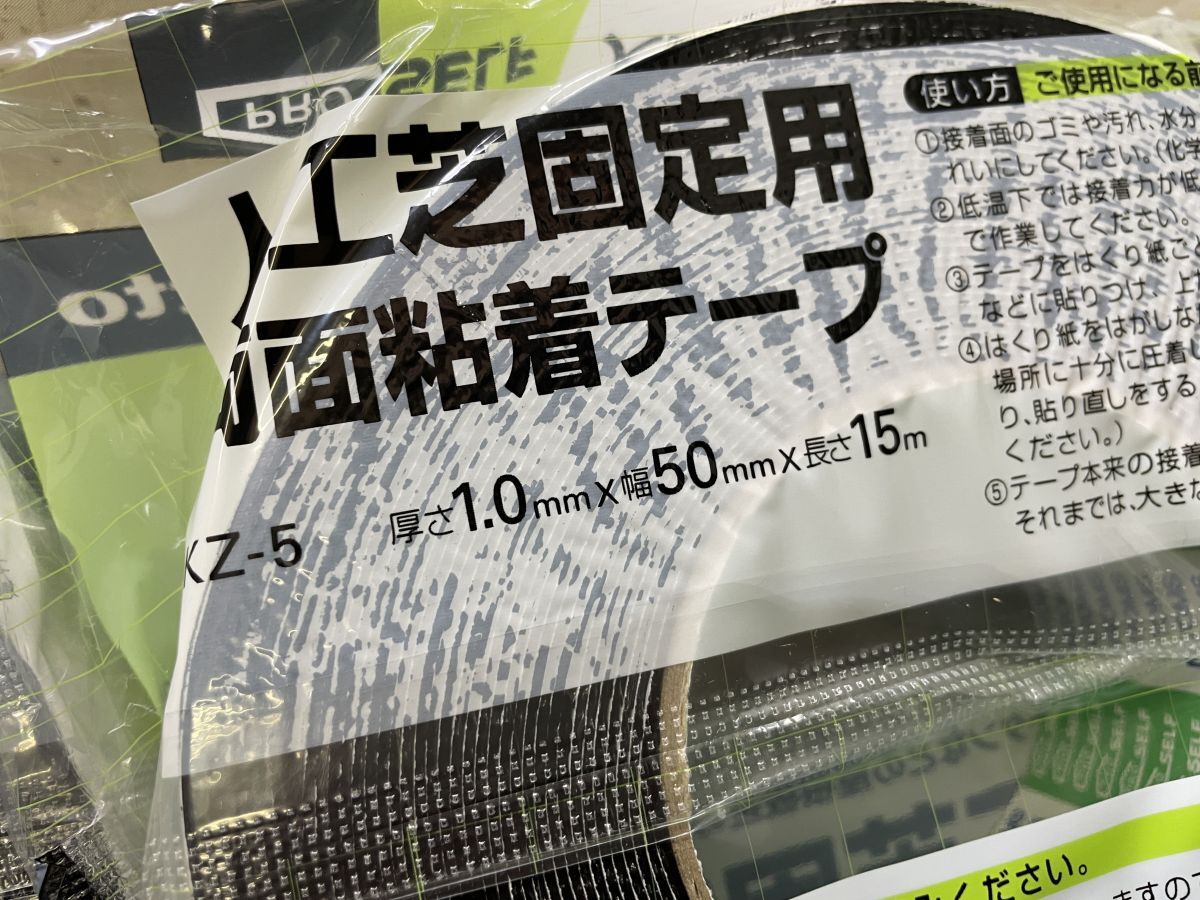 PRO SELF
人工芝固定用
面粘着テープ
厚さ1.0mm×幅50mm×長さ15m
KZ-5
使い方 ご使用になる前
①接着面のゴミや汚れ、水分
れいにしてください。(化学
②低温下では接着力が低
で作業してください。
③テープをはくり紙ご
などに貼りつけ、上
④はくり紙をはがしな
場所に十分に圧着し
り、貼り直しをする
ください。)
⑤テープ本来の接着
それまでは、大きな
ください。
ますので
SELF